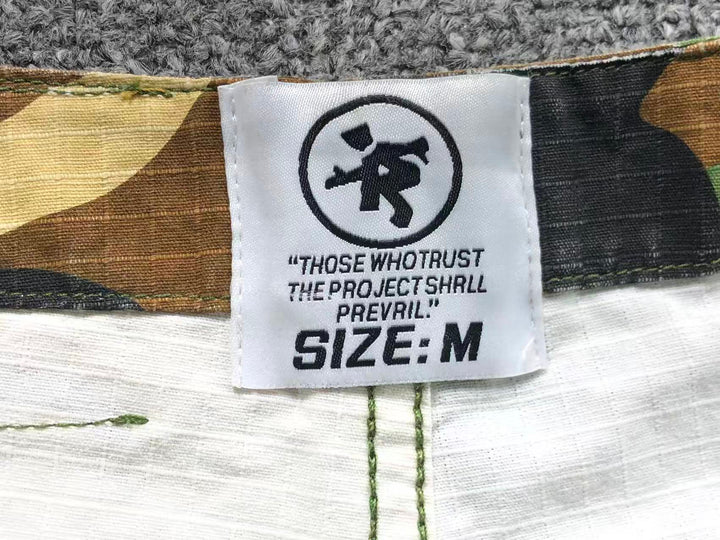 "THOSE WHOTRUST
THE PROJECT SHRLL
PREVRIL."
SIZE: M